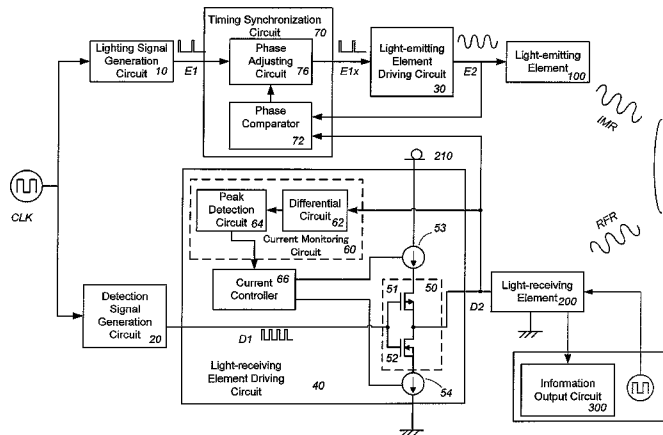 Timing Synchronization
Circuit 70
Lighting Signal
Generation
Circuit 10
E1
Phase
Adjusting
Circuit
76
E1x
Light-emitting
Element
Driving Circuit
30
E2
Light-emitting
Element
100
Phase
Comparator
72
IMR
210
CLK
Peak
Detection
Circuit 64
Differential
Circuit
62
Current Monitoring
Circuit 60
53
RFR
Current 66
Controller
51
50
Light-receiving
Element 200
D2
Detection
Signal
Generation
Circuit 20
D1
52
Light-receiving
Element Driving 40
Circuit
54
Information
Output Circuit
300